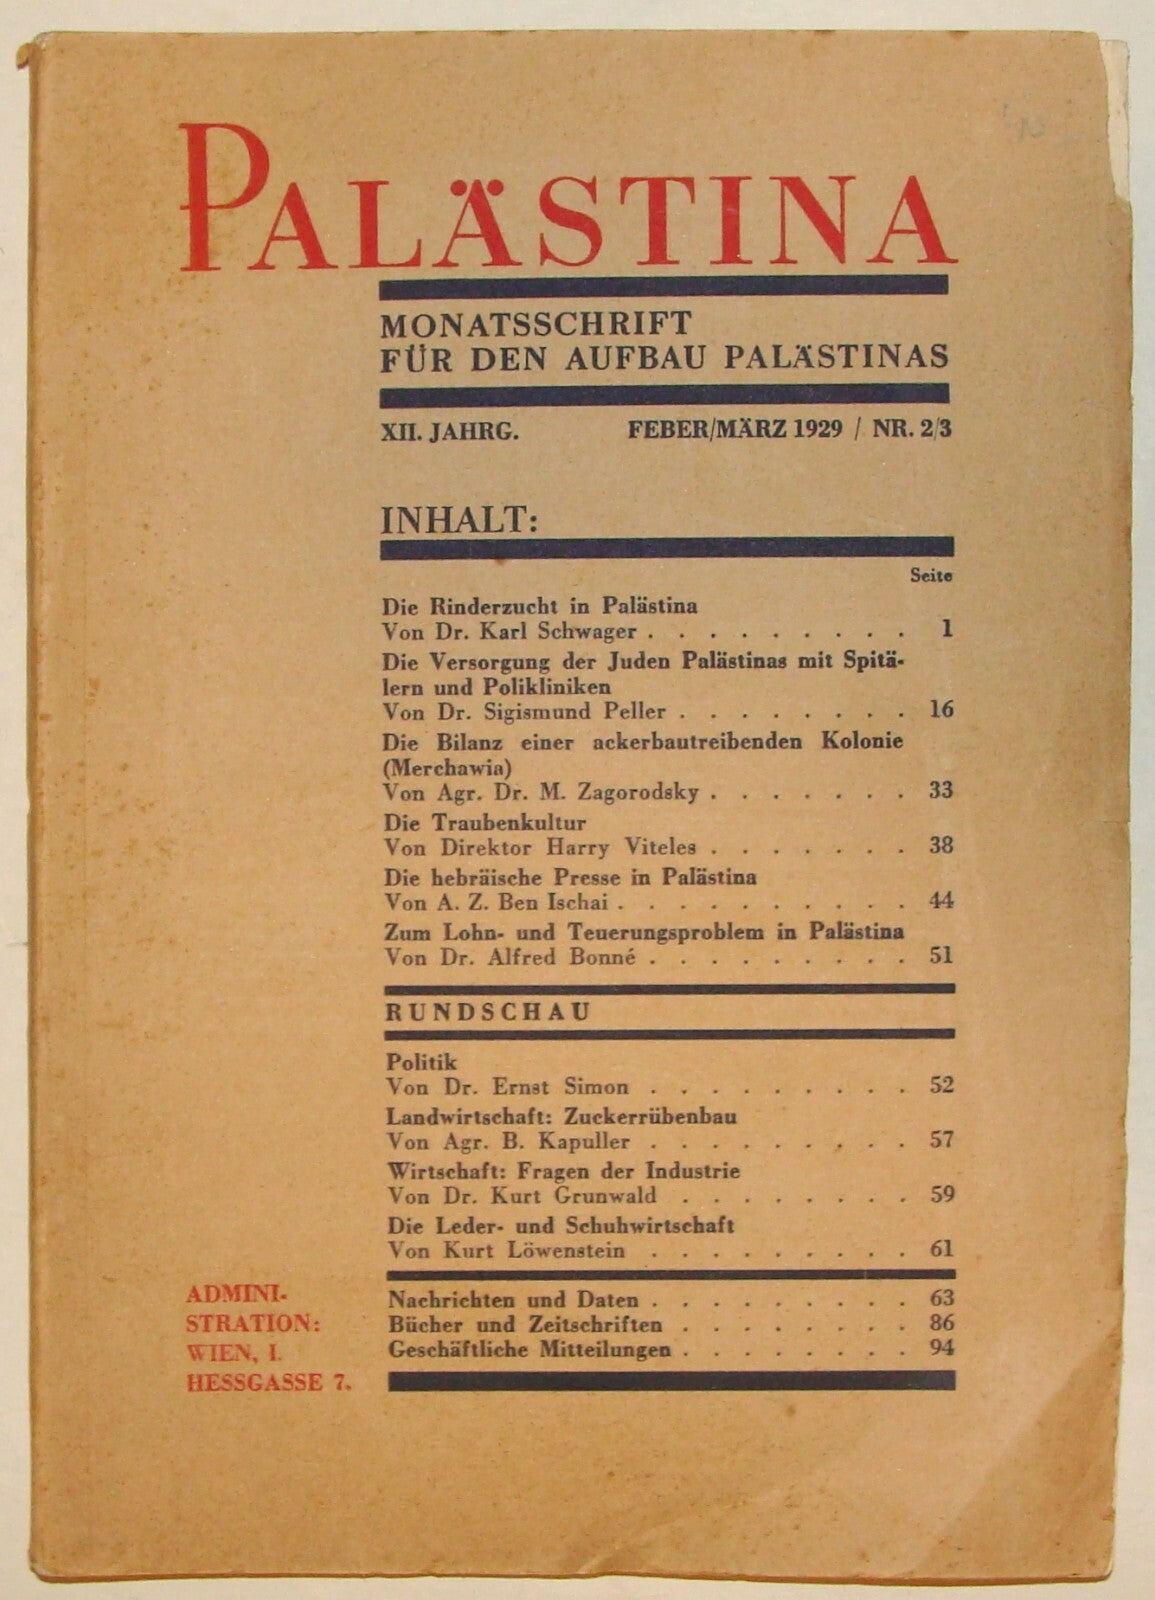 PALÄSTINA
MONATSSCHRIFT
FÜR DEN AUFBAU PALÄSTINAS
XII. JAHRG. FEBER/MÄRZ 1929 / NR. 2/3
INHALT:
Seite
Die Rinderzucht in Palästina
Von Dr. Karl Schwager . . . . . . . . . 1
Die Versorgung der Juden Palästinas mit Spitä-
lern und Polikliniken
Von Dr. Sigismund Peller . . . . . . . . 16
Die Bilanz einer ackerbautreibenden Kolonie
(Merchawia)
Von Agr. Dr. M. Zagorodsky . . . . . . . 33
Die Traubenkultur
Von Direktor Harry Viteles . . . . . . . 38
Die hebräische Presse in Palästina
Von A. Z. Ben Ischai . . . . . . . . . . 44
Zum Lohn- und Teuerungsproblem in Palästina
Von Dr. Alfred Bonné . . . . . . . . . 51
RUNDSCHAU
Politik
Von Dr. Ernst Simon . . . . . . . . . 52
Landwirtschaft: Zuckerrübenbau
Von Agr. B. Kapuller . . . . . . . . . 57
Wirtschaft: Fragen der Industrie
Von Dr. Kurt Grunwald . . . . . . . . 59
Die Leder- und Schuhwirtschaft
Von Kurt Löwenstein . . . . . . . . . 61
Nachrichten und Daten . . . . . . . . . 63
Bücher und Zeitschriften . . . . . . . . 86
Geschäftliche Mitteilungen . . . . . . . . 94
ADMINI-
STRATION:
WIEN, I.
HESSGASSE 7.